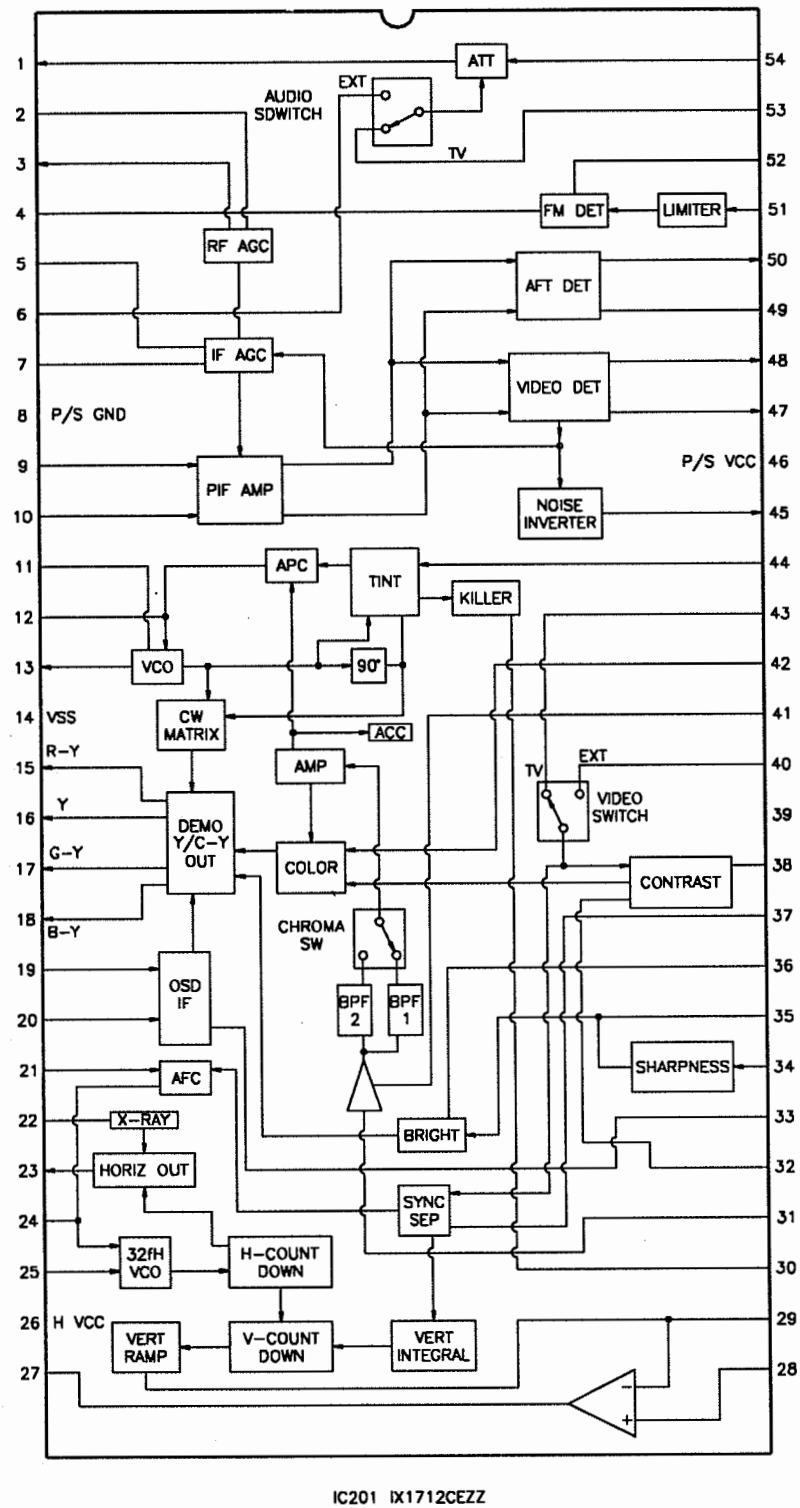 1
ATT
54
EXT
AUDIO
SDWITCH
2
53
TV
3
52
4
FM DET
LIMITER
51
RF AGC
5
50
AFT DET
6
49
IF AGC
7
48
VIDEO DET
8
P/S GND
47
9
P/S VCC
46
PIF AMP
NOISE
INVERTER
10
45
11
APC
TINT
44
KILLER
12
43
13
VCO
90°
42
14
VSS
CW
MATRIX
41
ACC
R-Y
15
AMP
TV
EXT
40
Y
16
DEMO
Y/C-Y
OUT
VIDEO
SWITCH
39
G-Y
17
COLOR
38
CONTRAST
18
B-Y
CHROMA
SW
37
19
OSD
IF
36
BPF
2
BPF
1
20
35
21
AFC
SHARPNESS
34
22
X-RAY
33
BRIGHT
23
HORIZ OUT
32
SYNC
SEP
24
31
32fH
VCO
H-COUNT
DOWN
25
30
26
H VCC
VERT
RAMP
V-COUNT
DOWN
VERT
INTEGRAL
29
27
28
−
+
IC201 IX1712CEZZ